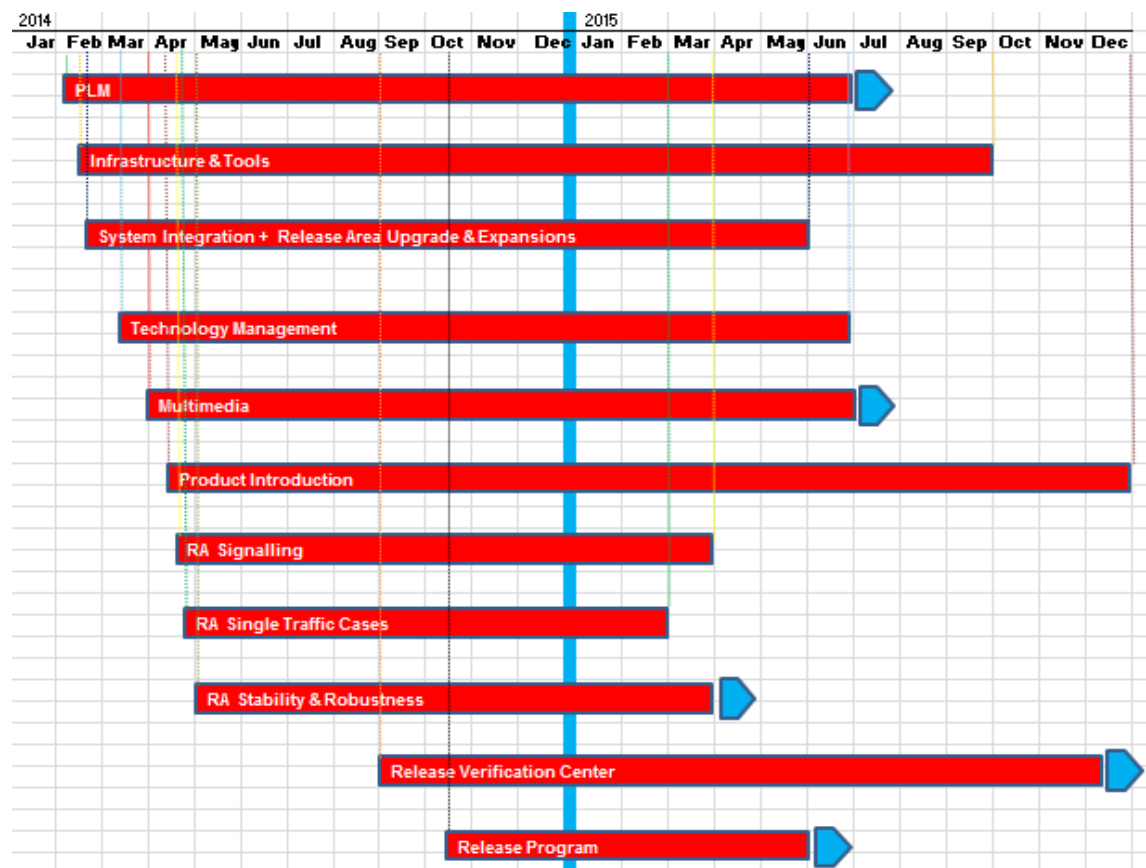 2014 2015
Jar Feb Mar Apr May Jun Jul Aug Sep Oct Nov Dec Jan Feb Mar Apr May Jun Jul Aug Sep Oct Nov Dec
PLM
Infrastructure & Tools
System Integration + Release Area Upgrade & Expansions
Technology Management
Multimedia
Product Introduction
RA Signalling
RA Single Traffic Cases
RA Stability & Robustness
Release Verification Center
Release Program